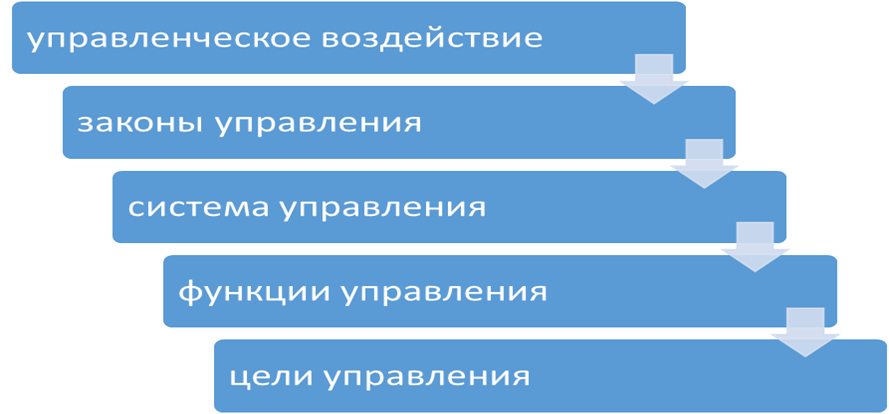 управленческое воздействие
законы управления
система управления
функции управления
цели управления